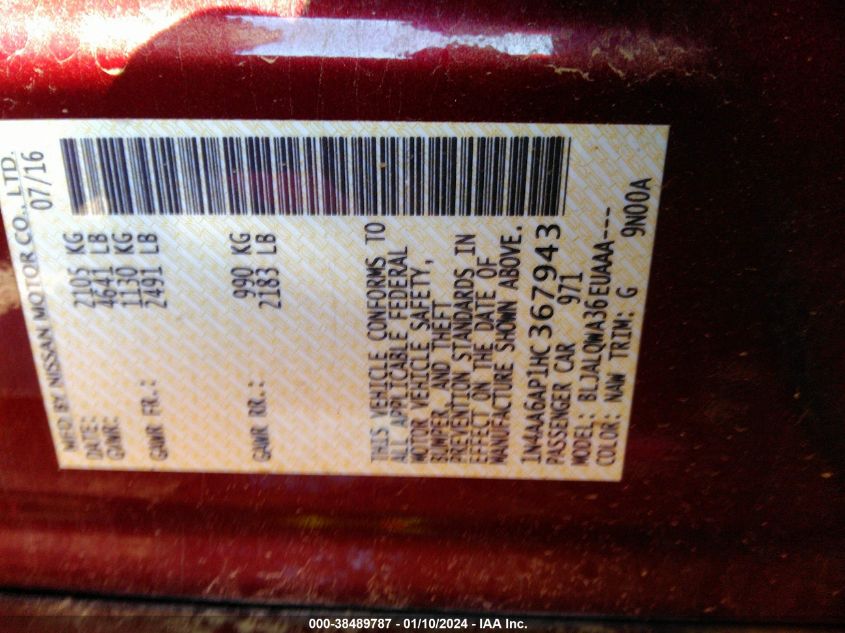 MFD BY NISSAN MOTOR CO., LTD.
DATE: 07/16
GVWR: 2105 KG
4641 LB
GAWR FR.: 1130 KG
2491 LB
GAWR RR.: 990 KG
2183 LB
THIS VEHICLE CONFORMS TO
ALL APPLICABLE FEDERAL
MOTOR VEHICLE SAFETY,
BUMPER, AND THEFT
PREVENTION STANDARDS IN
EFFECT ON THE DATE OF
MANUFACTURE SHOWN ABOVE.
1N4AA6AP1HC367943
PASSENGER CAR 971
MODEL: BLJALQWA36EUAAA---
COLOR: NAW TRIM: G 9N00A
000-38489787 - 01/10/2024 - IAA Inc.